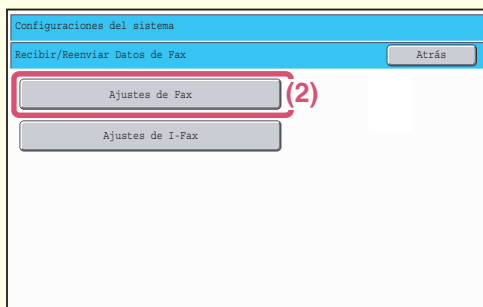 Configuraciones del sistema
Recibir/Reenviar Datos de Fax
Atrás
Ajustes de Fax
(2)
Ajustes de I-Fax